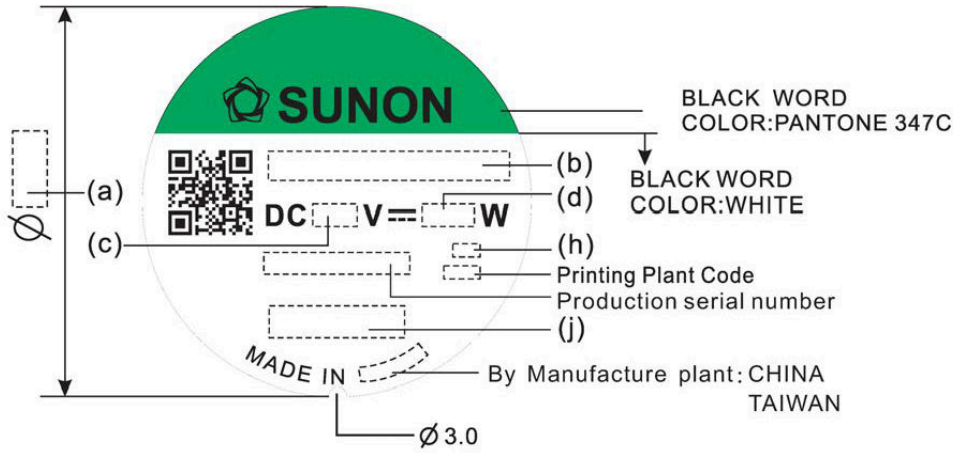 SUNON
BLACK WORD
COLOR:PANTONE 347C
(a)
(b)
BLACK WORD
COLOR:WHITE
(d)
DC V W
(c)
(h)
Printing Plant Code
Production serial number
(j)
MADE IN
By Manufacture plant: CHINA
TAIWAN
Ø
Ø3.0